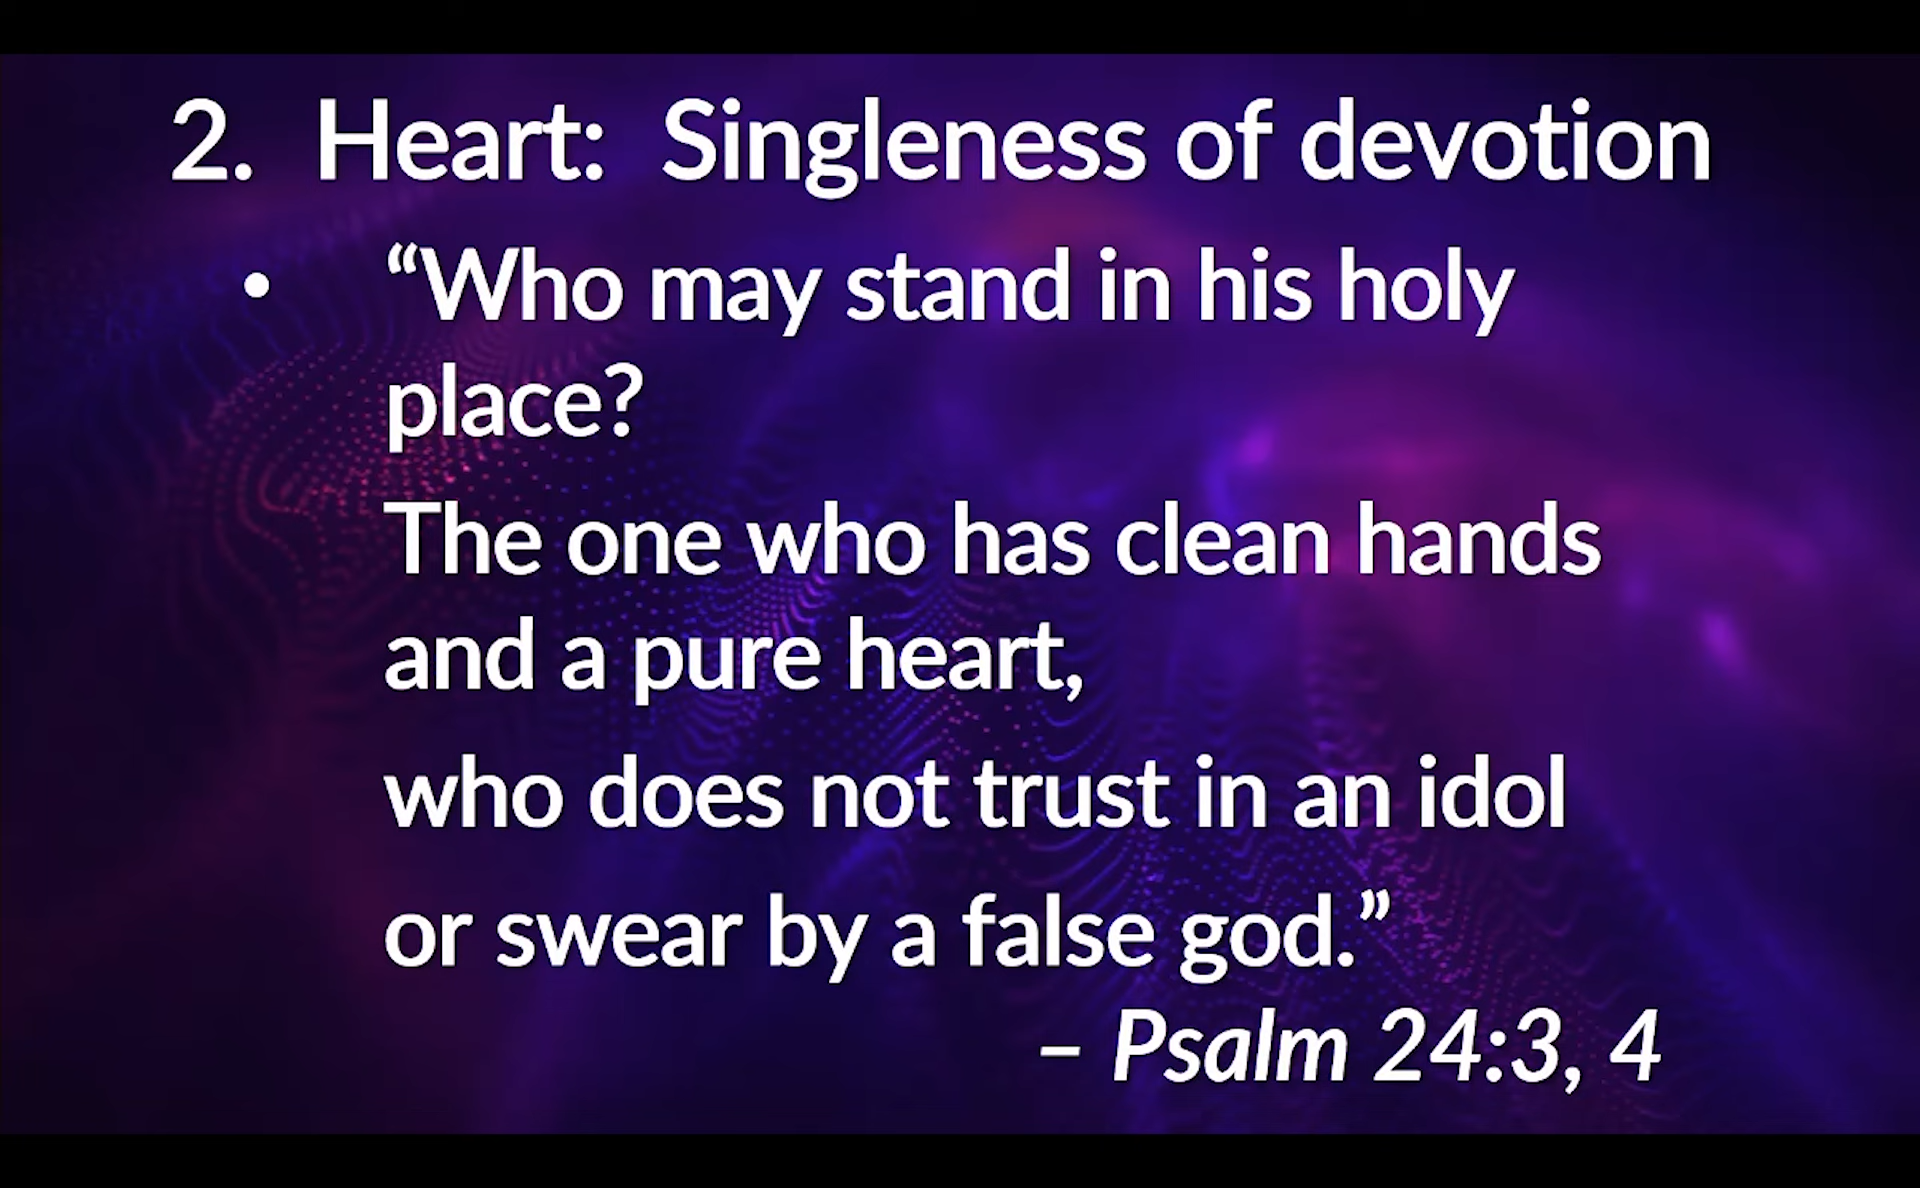 2. Heart: Singleness of devotion
• “Who may stand in his holy
place?
The one who has clean hands
and a pure heart,
who does not trust in an idol
or swear by a false god.”
– Psalm 24:3, 4